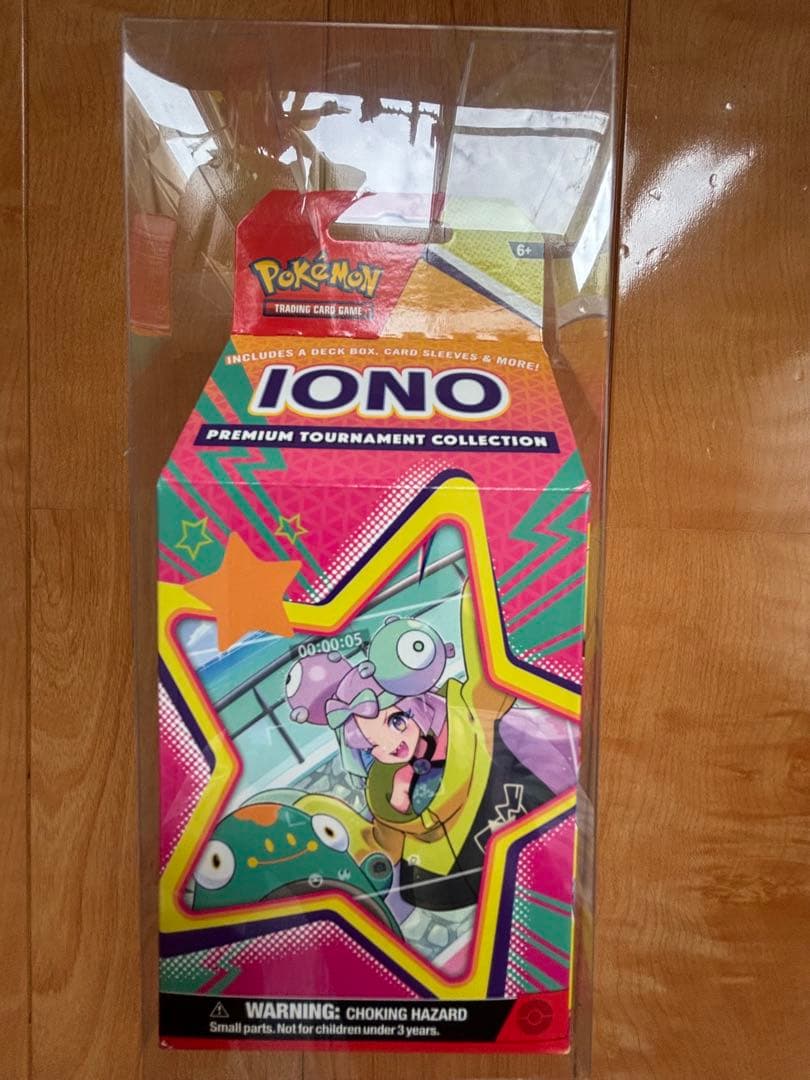 6+
POKéMON
TRADING CARD GAME
INCLUDES A DECK BOX, CARD SLEEVES & MORE!
IONO
PREMIUM TOURNAMENT COLLECTION
00:00:05
WARNING: CHOKING HAZARD
Small parts. Not for children under 3 years.